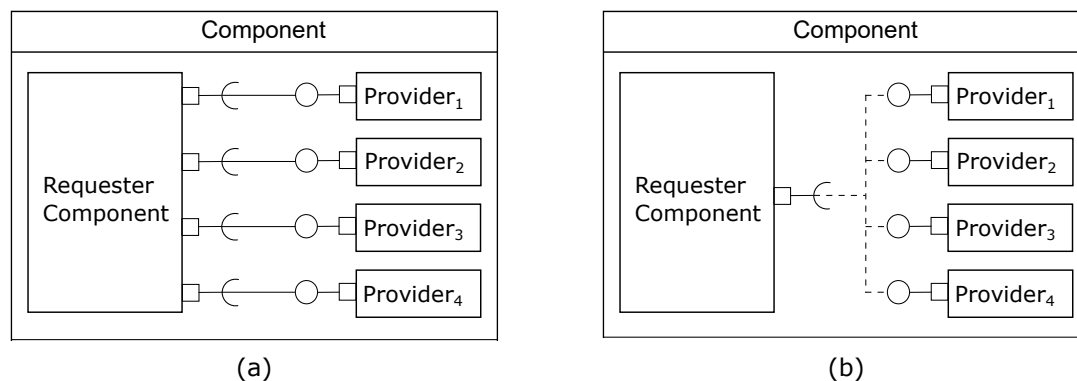 Component
Requester
Component
Provider₁
Provider₂
Provider₃
Provider₄
(a)
Component
Requester
Component
Provider₁
Provider₂
Provider₃
Provider₄
(b)